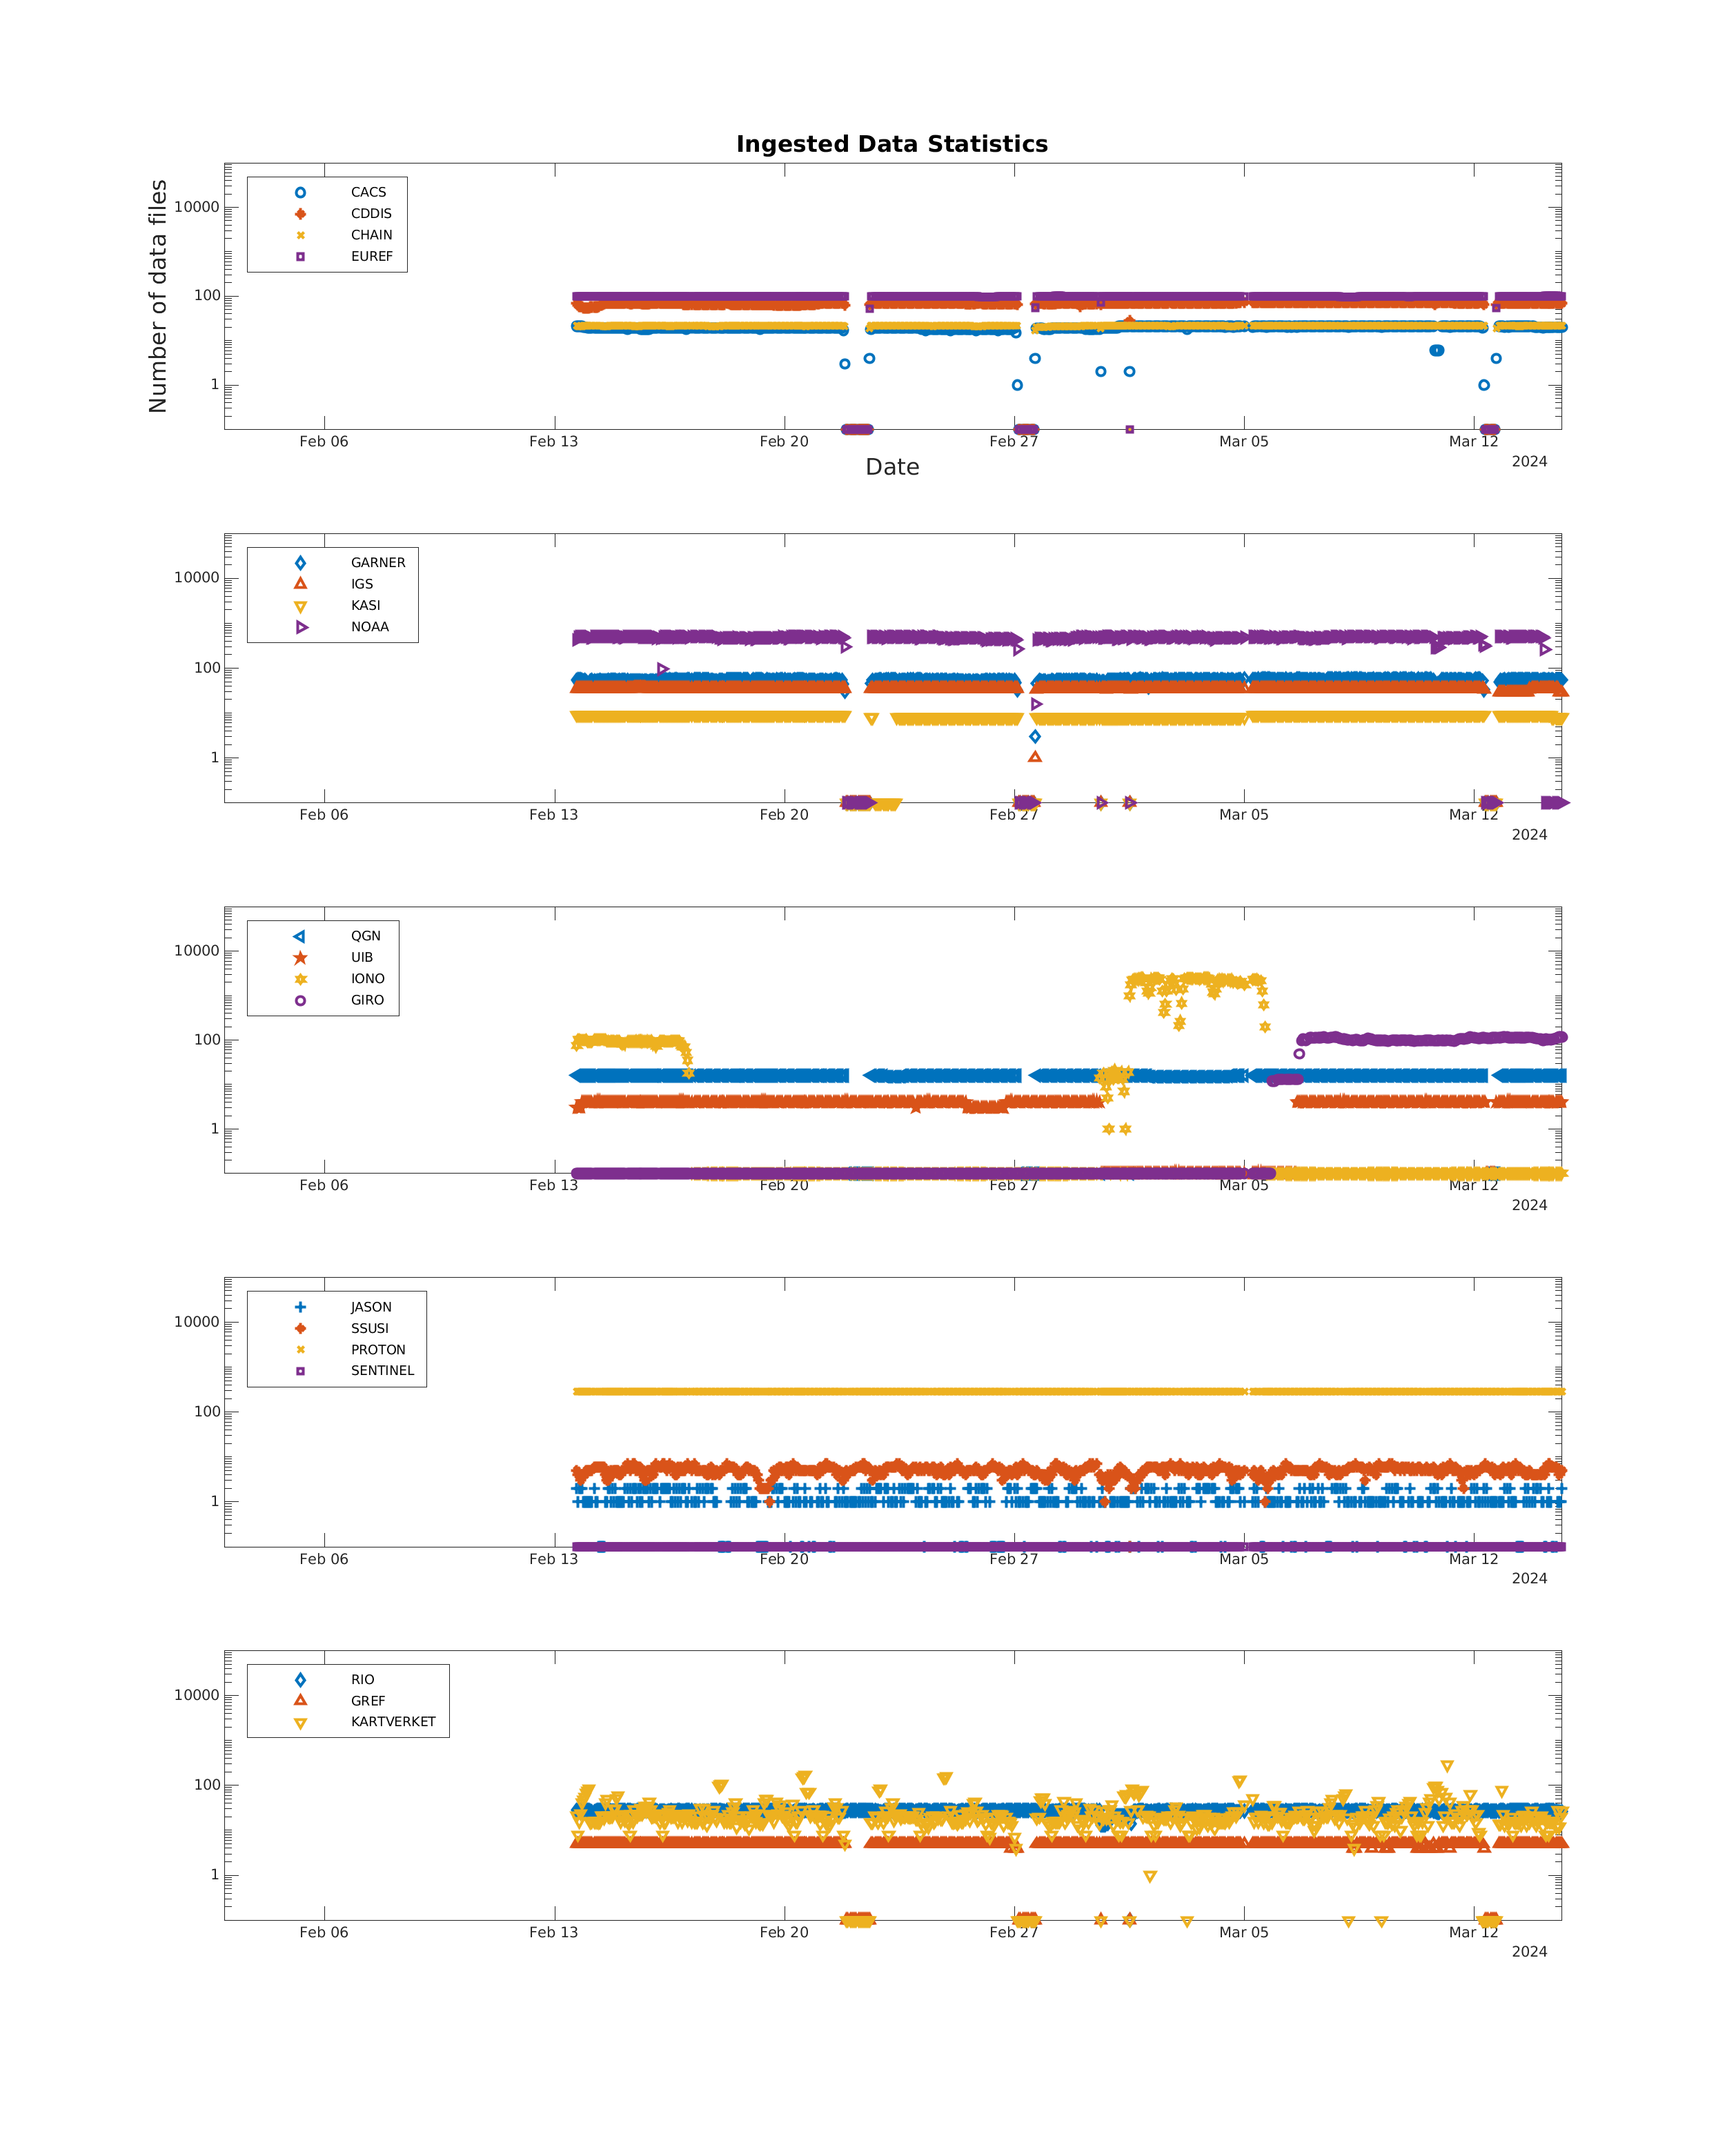 Ingested Data Statistics
Number of data files
10000
100
1
CACS
CDDIS
CHAIN
EUREF
Feb 06 Feb 13 Feb 20 Feb 27 Mar 05 Mar 12
2024
Date
10000
100
1
GARNER
IGS
KASI
NOAA
Feb 06 Feb 13 Feb 20 Feb 27 Mar 05 Mar 12
2024
10000
100
1
QGN
UIB
IONO
GIRO
Feb 06 Feb 13 Feb 20 Feb 27 Mar 05 Mar 12
2024
10000
100
1
JASON
SSUSI
PROTON
SENTINEL
Feb 06 Feb 13 Feb 20 Feb 27 Mar 05 Mar 12
2024
10000
100
1
RIO
GREF
KARTVERKET
Feb 06 Feb 13 Feb 20 Feb 27 Mar 05 Mar 12
2024